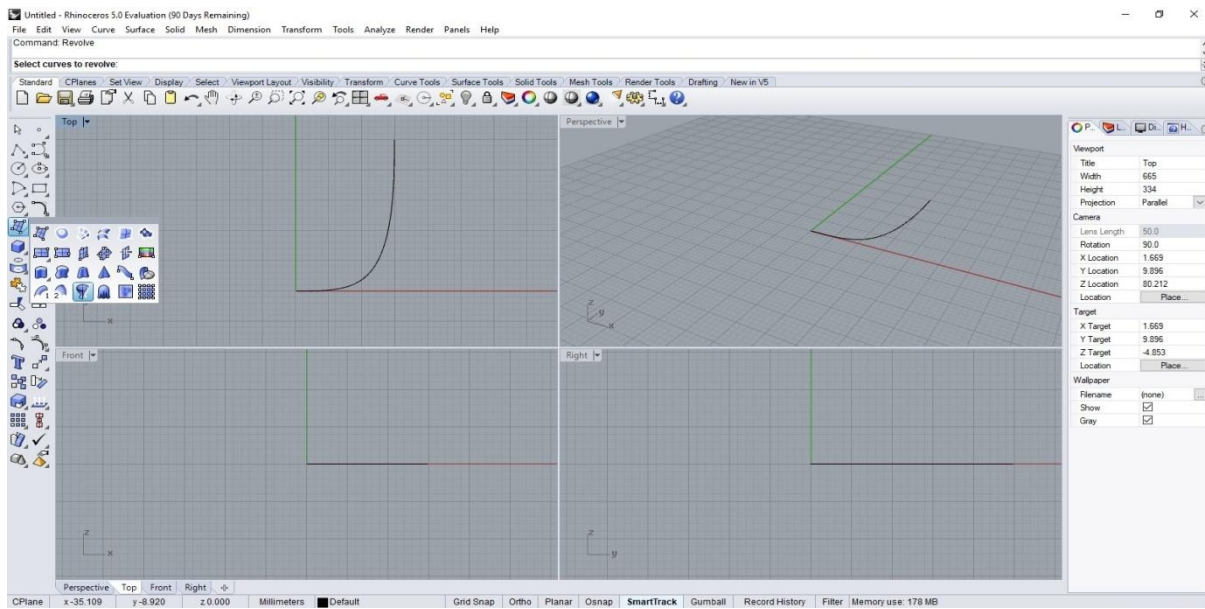 Untitled - Rhinoceros 5.0 Evaluation (90 Days Remaining)
File Edit View Curve Surface Solid Mesh Dimension Transform Tools Analyze Render Panels Help
Command: Revolve
Select curves to revolve:
Standard CPlanes Set View Display Select Viewport Layout Visibility Transform Curve Tools Surface Tools Solid Tools Mesh Tools Render Tools Drafting New in V5
Top Perspective
P.. L.. Di... H..
Viewport
Title Top
Width 665
Height 334
Projection Parallel
Camera
Lens Length 50.0
Rotation 90.0
X Location 1.669
Y Location 9.896
Z Location 80.212
Location Place...
Target
X Target 1.669
Y Target 9.896
Z Target -4.853
Location Place...
Wallpaper
Filename (none) ...
Show
Gray
1 2
x
z
y
x
Front Right
z
x
z
y
Perspective Top Front Right
CPlane x -35.109 y -8.920 z 0.000 Millimeters Default Grid Snap Ortho Planar Osnap SmartTrack Gumball Record History Filter Memory use: 178 MB